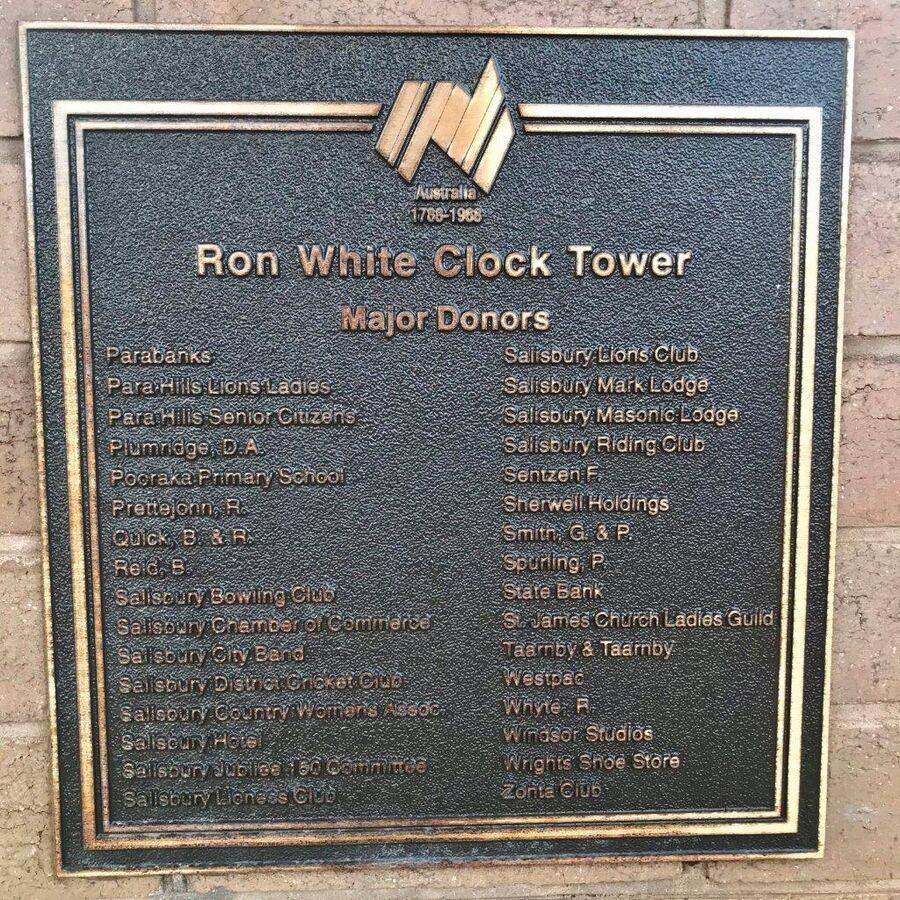 Australia
1788-1988
Ron White Clock Tower
Major Donors
Parabanks
Para Hills Lions Ladies
Para Hills Senior Citizens
Plumridge, D.A.
Pooraka Primary School
Prettejohn, R.
Quick, B. & R.
Reid, B.
Salisbury Bowling Club
Salisbury Chamber of Commerce
Salisbury City Band
Salisbury District Cricket Club
Salisbury Country Womens Assoc
Salisbury Hotel
Salisbury Jubilee 150 Committee
Salisbury Lioness Club
Salisbury Lions Club
Salisbury Mark Lodge
Salisbury Masonic Lodge
Salisbury Riding Club
Sentzen F.
Sherwell Holdings
Smith, G. & P.
Spurling, P.
State Bank
St. James Church Ladies Guild
Taarnby & Taarnby
Westpac
Whyte, R.
Windsor Studios
Wrights Shoe Store
Zonta Club